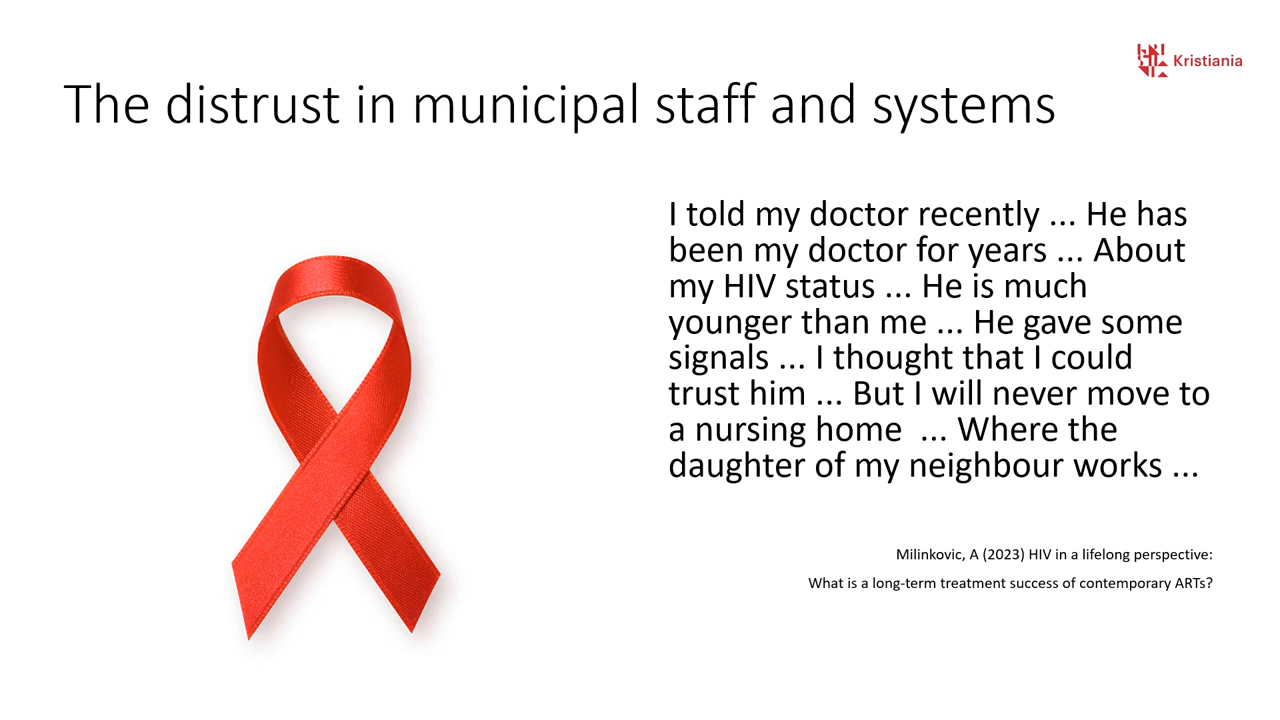 Kristiania
The distrust in municipal staff and systems
I told my doctor recently ... He has
been my doctor for years ... About
my HIV status ... He is much
younger than me ... He gave some
signals ... I thought that I could
trust him ... But I will never move to
a nursing home  ... Where the
daughter of my neighbour works ...
Milinkovic, A (2023) HIV in a lifelong perspective:
What is a long-term treatment success of contemporary ARTs?